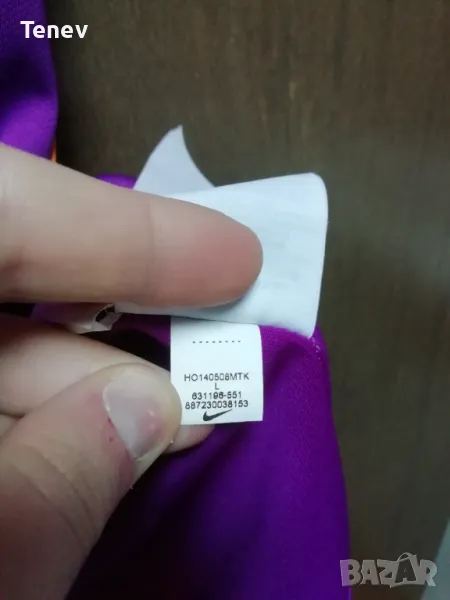 Tenev
HO140508MTK
L
631196-551
887230038153
BAZAR